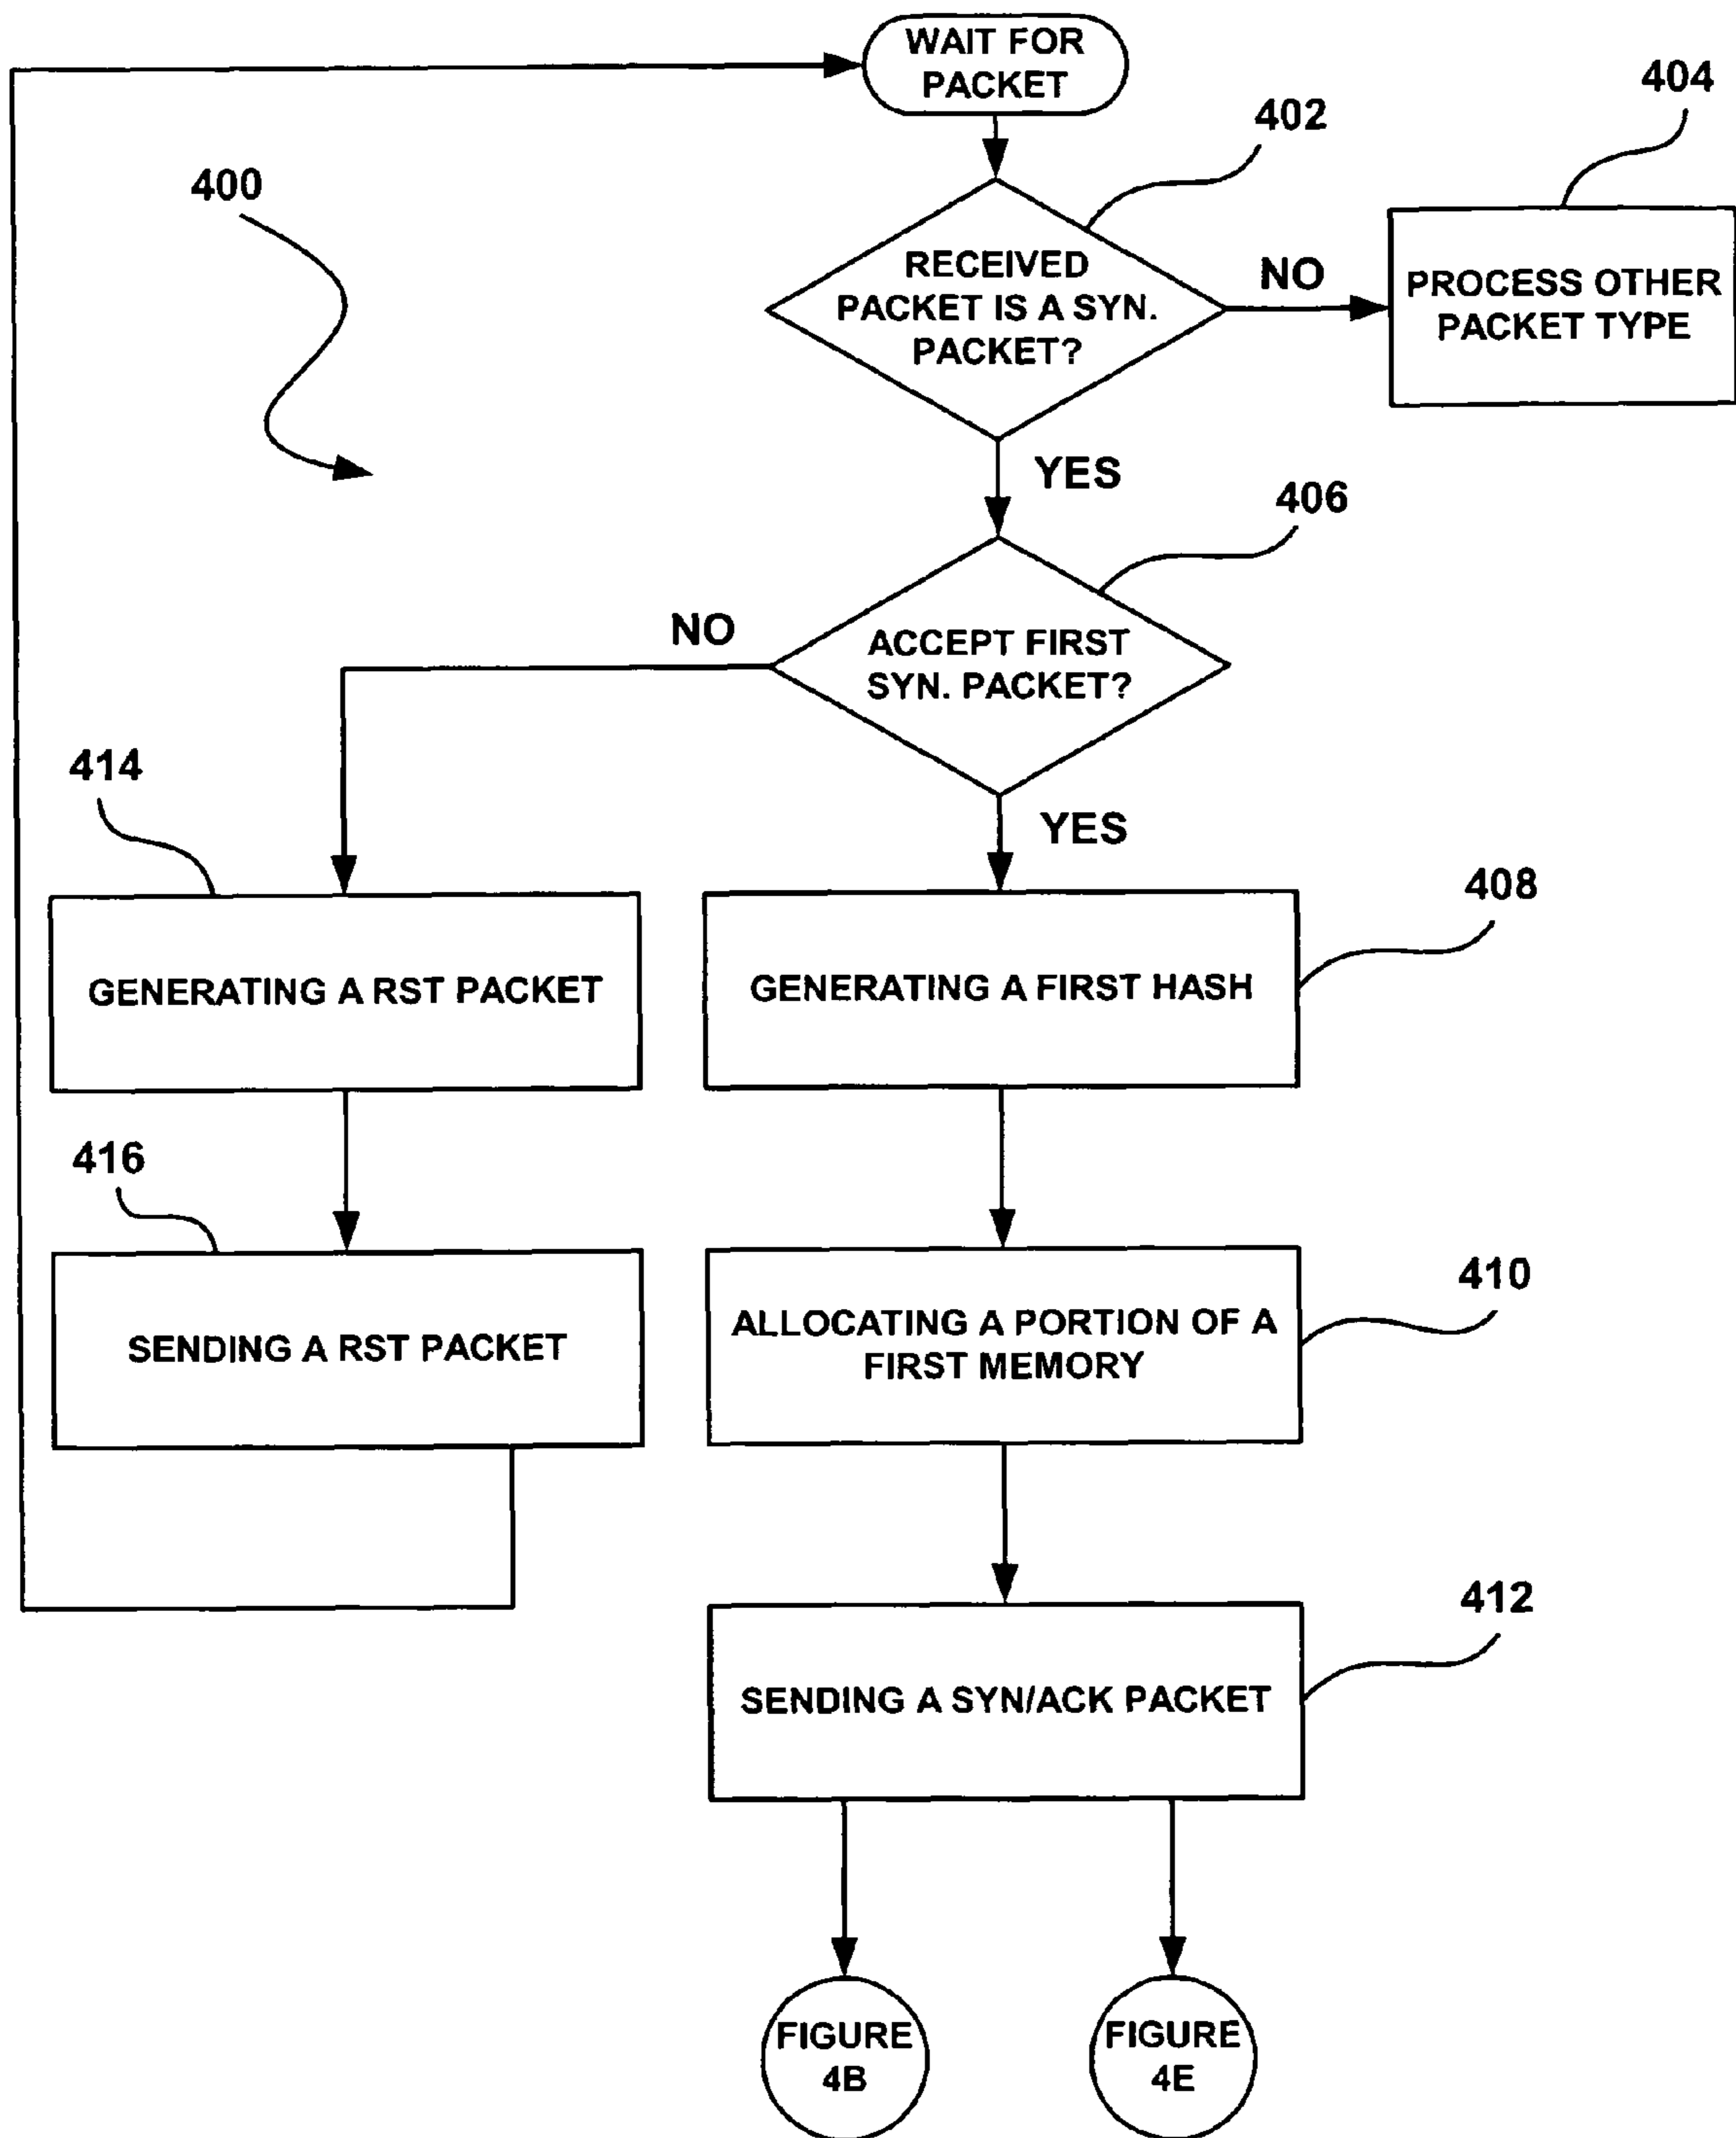 WAIT FOR
PACKET
402
404
400
RECEIVED
PACKET IS A SYN.
PACKET?
NO
PROCESS OTHER
PACKET TYPE
YES
406
NO
ACCEPT FIRST
SYN. PACKET?
414
YES
408
GENERATING A RST PACKET
GENERATING A FIRST HASH
416
410
SENDING A RST PACKET
ALLOCATING A PORTION OF A
FIRST MEMORY
412
SENDING A SYN/ACK PACKET
FIGURE
4B
FIGURE
4E